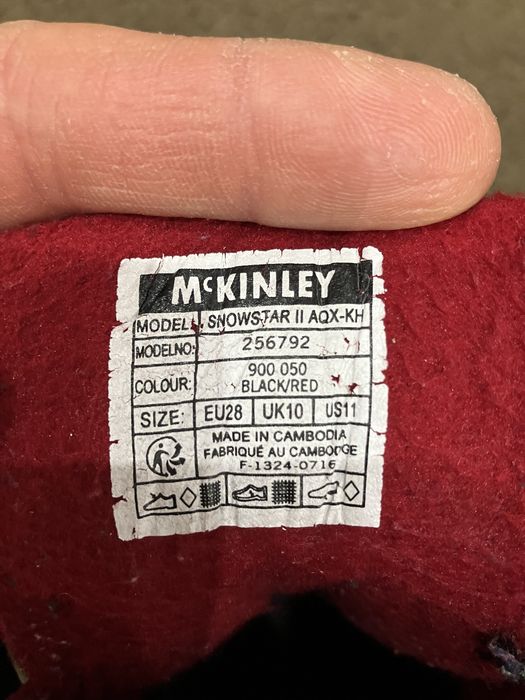 McKINLEY
MODEL: SNOWSTAR II AQX-KH
MODELNO: 256792
COLOUR: 900 050
BLACK/RED
SIZE: EU28 UK10 US11
MADE IN CAMBODIA
FABRIQUÉ AU CAMBODGE
F-1324-0716